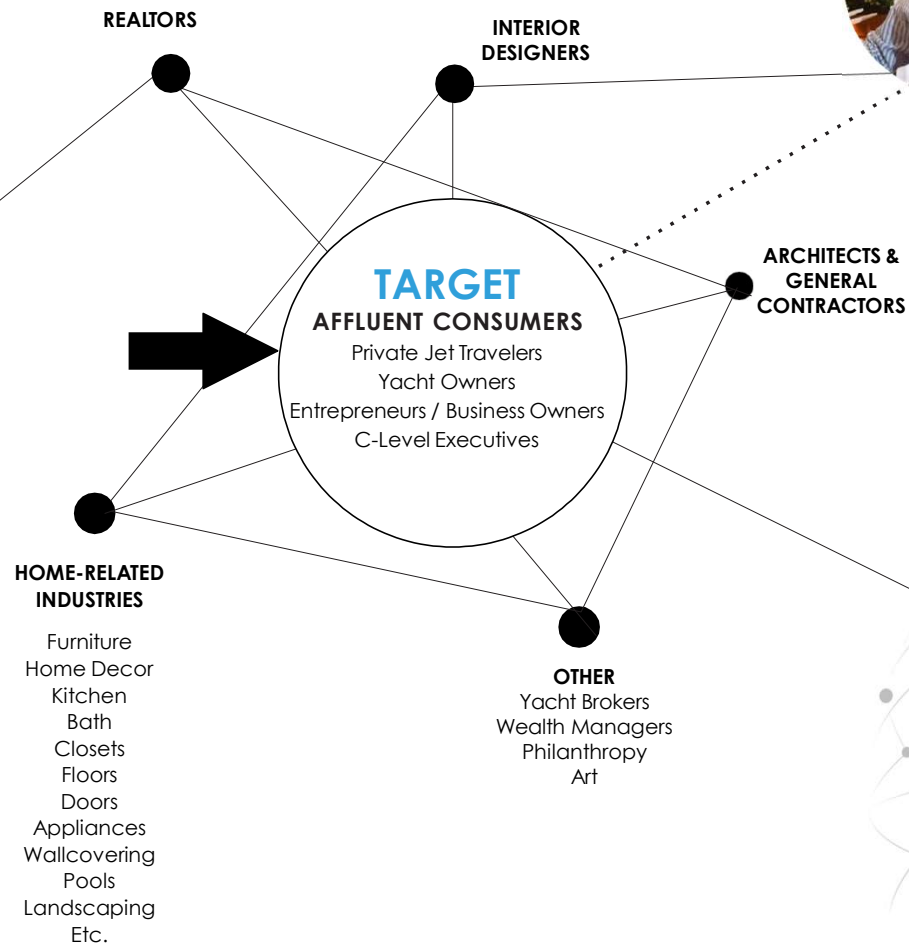 REALTORS
INTERIOR
DESIGNERS
ARCHITECTS &
GENERAL
CONTRACTORS
TARGET
AFFLUENT CONSUMERS
Private Jet Travelers
Yacht Owners
Entrepreneurs / Business Owners
C-Level Executives
HOME-RELATED
INDUSTRIES
Furniture
Home Decor
Kitchen
Bath
Closets
Floors
Doors
Appliances
Wallcovering
Pools
Landscaping
Etc.
OTHER
Yacht Brokers
Wealth Managers
Philanthropy
Art